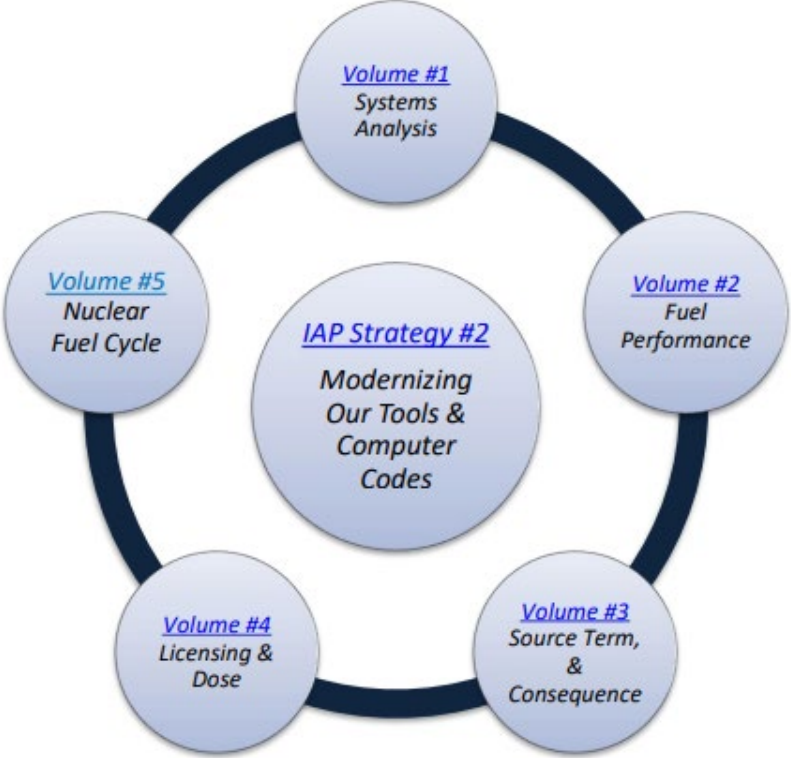 Volume #1
Systems
Analysis
Volume #2
Fuel
Performance
Volume #3
Source Term,
&
Consequence
Volume #4
Licensing &
Dose
Volume #5
Nuclear
Fuel Cycle
IAP Strategy #2
Modernizing
Our Tools &
Computer
Codes